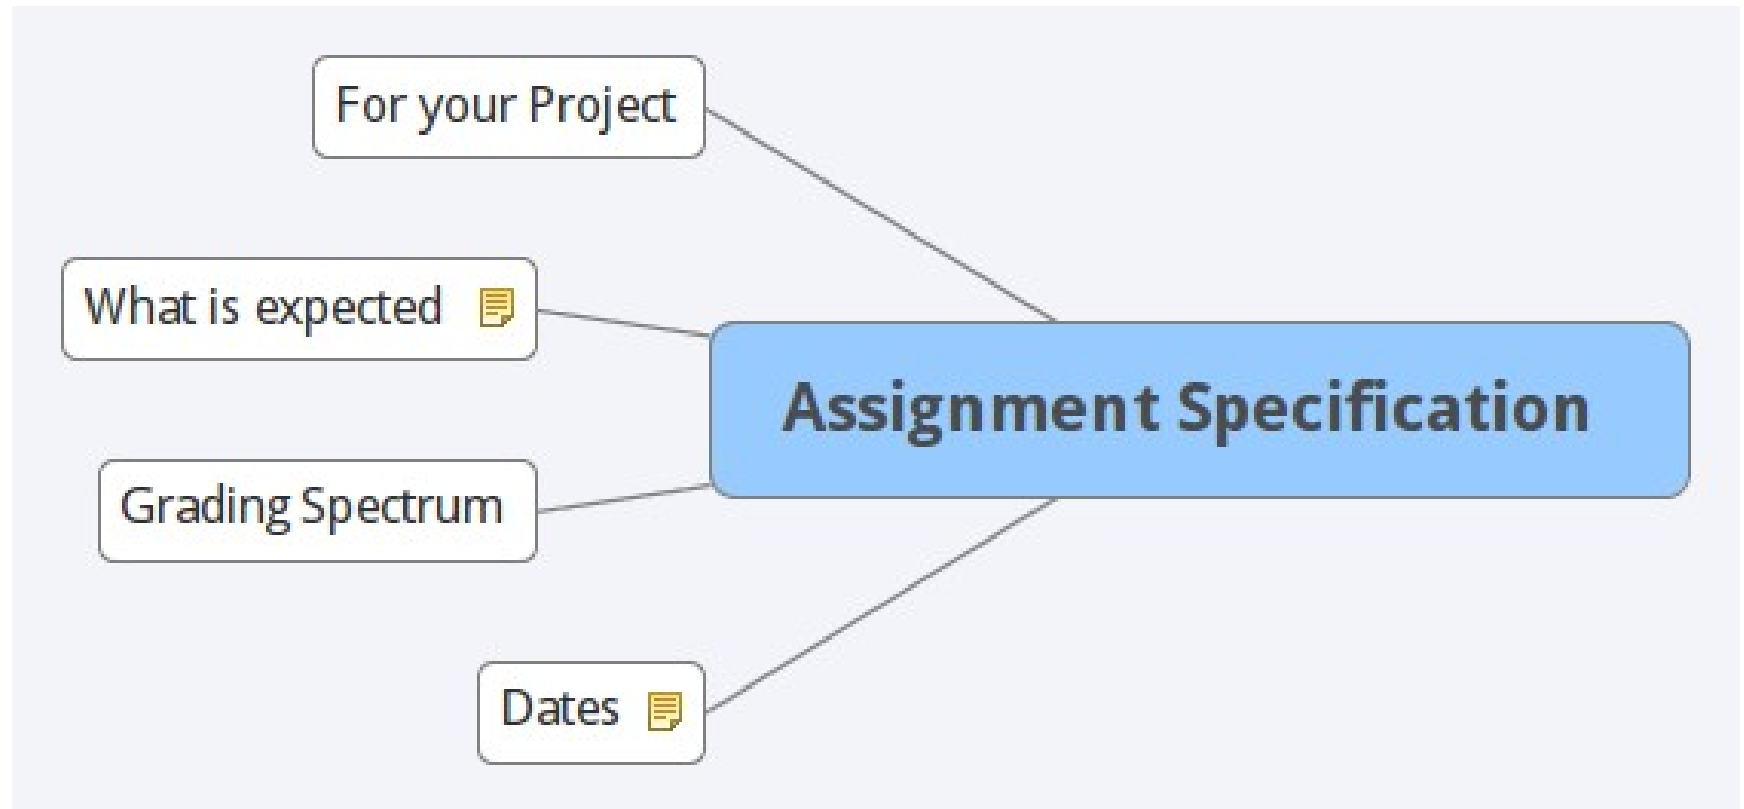 For your Project
What is expected
Assignment Specification
Grading Spectrum
Dates